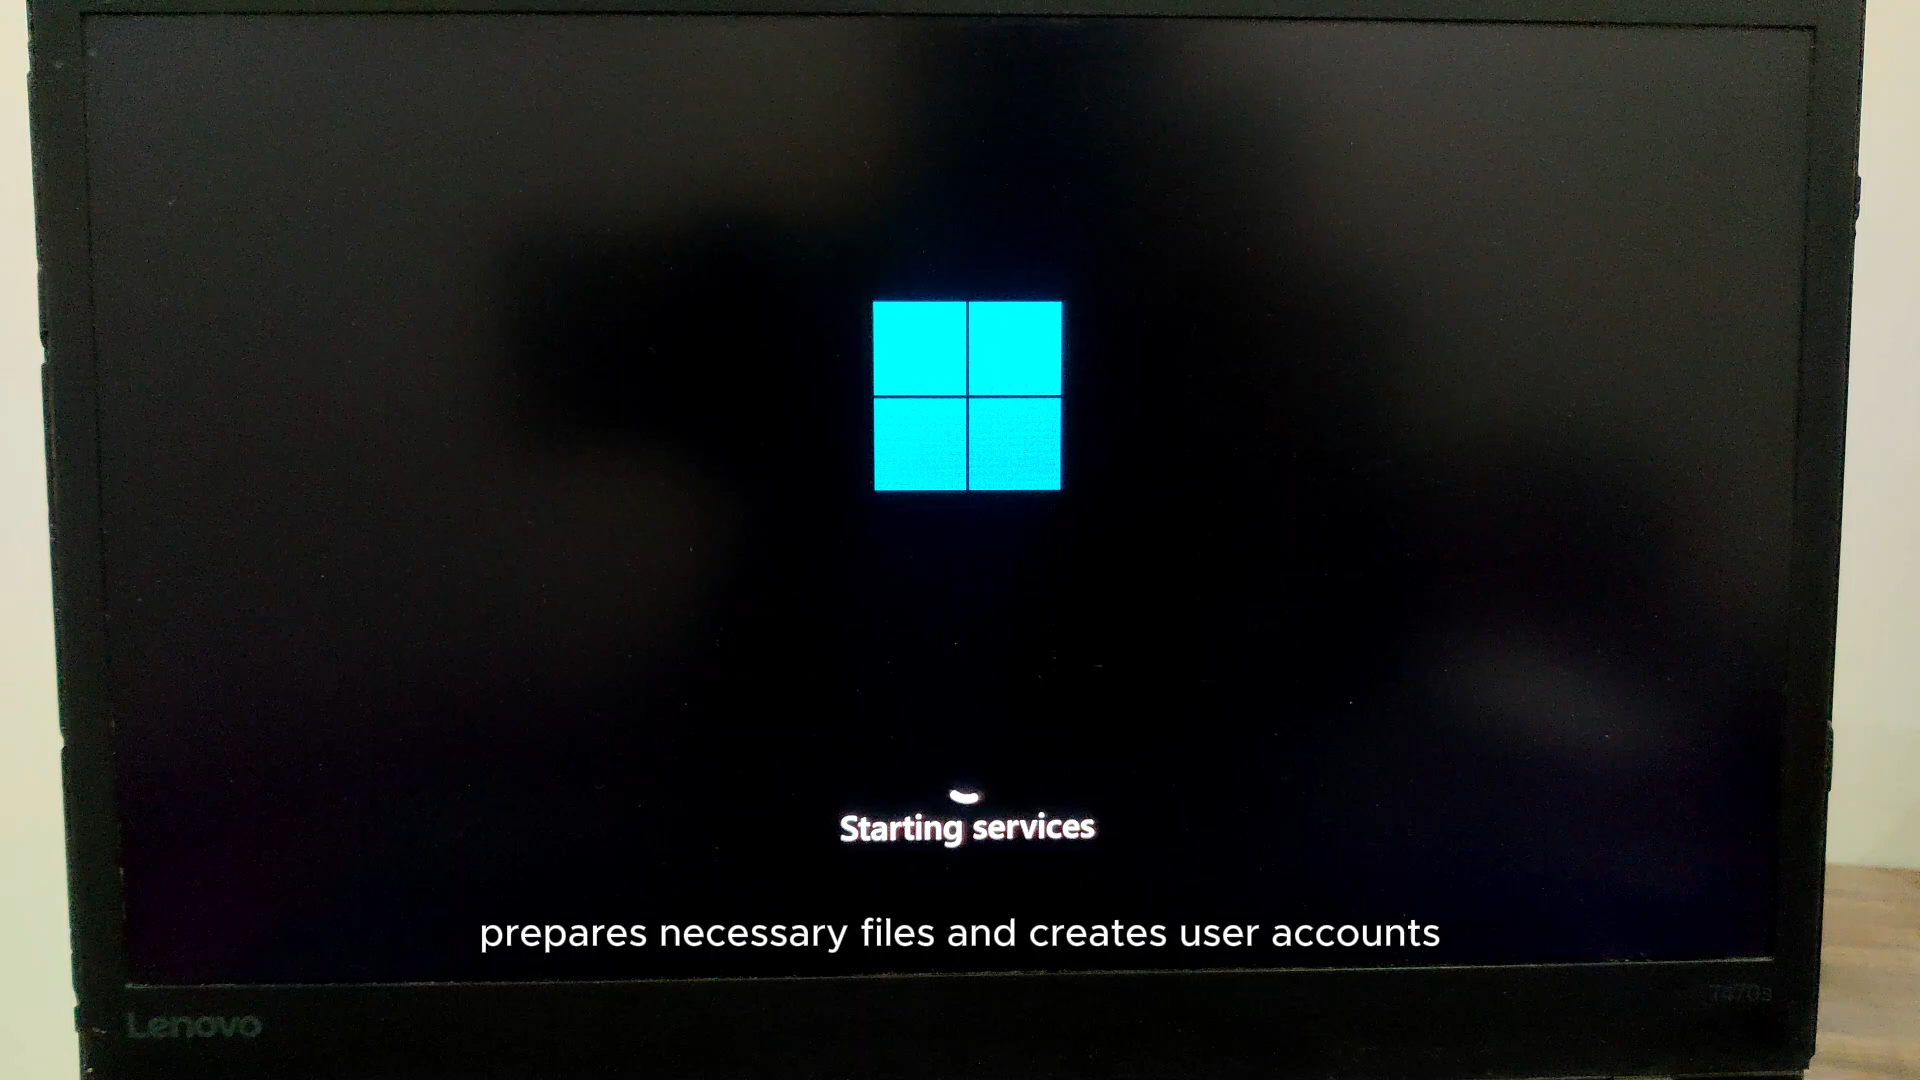 Starting services
prepares necessary files and creates user accounts
Lenovo